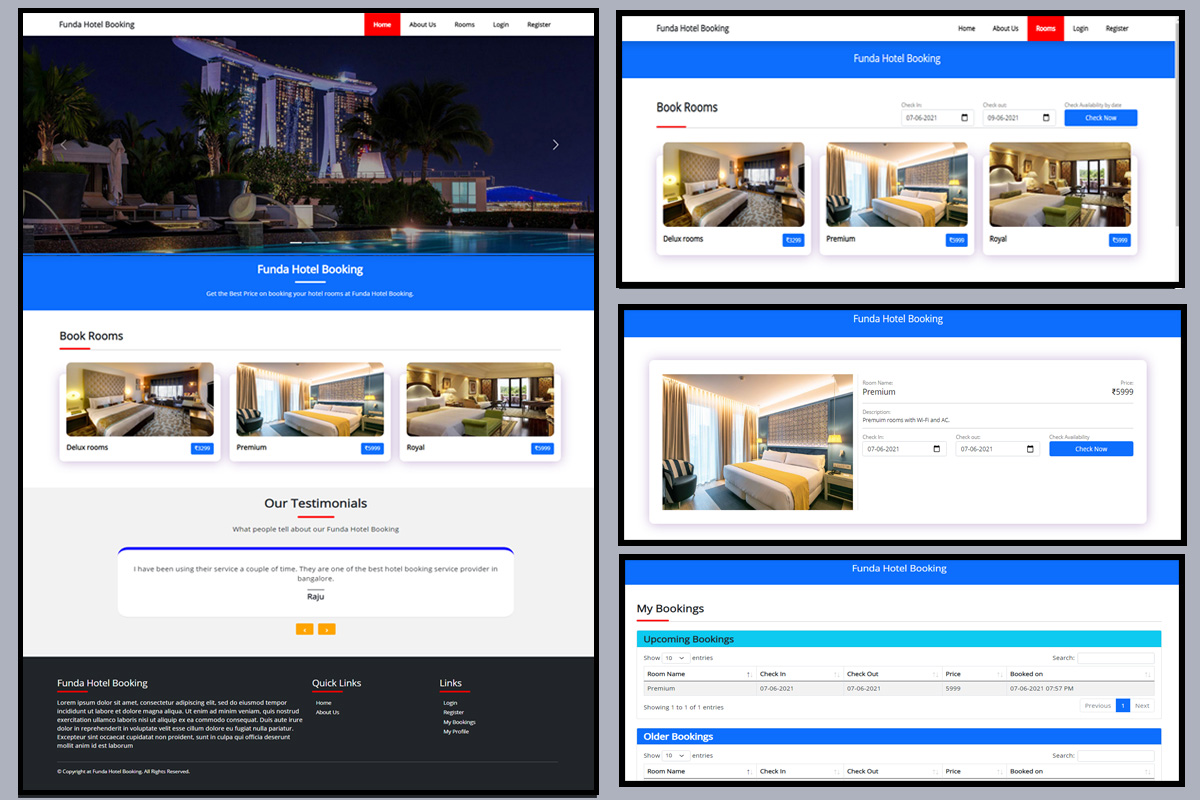 Funda Hotel Booking
Home About Us Rooms Login Register
Funda Hotel Booking
Get the Best Price on booking your hotel rooms at Funda Hotel Booking.
Book Rooms
Delux rooms ₹3299 Premium ₹5999 Royal ₹5999
Our Testimonials
What people tell about our Funda Hotel Booking
I have been using their service a couple of time. They are one of the best hotel booking service provider in
bangalore.
Raju
Funda Hotel Booking
Lorem ipsum dolor sit amet, consectetur adipiscing elit, sed do eiusmod tempor
incididunt ut labore et dolore magna aliqua. Ut enim ad minim veniam, quis nostrud
exercitation ullamco laboris nisi ut aliquip ex ea commodo consequat. Duis aute irure
dolor in reprehenderit in voluptate velit esse cillum dolore eu fugiat nulla pariatur.
Excepteur sint occaecat cupidatat non proident, sunt in culpa qui officia deserunt
mollit anim id est laborum
Quick Links
Home
About Us
Links
Login
Register
My Bookings
My Profile
© Copyright at Funda Hotel Booking. All Rights Reserved.
Funda Hotel Booking
Home About Us Rooms Login Register
Funda Hotel Booking
Book Rooms
Check In: Check out: Check Availability by date
07-06-2021 09-06-2021 Check Now
Delux rooms ₹3299 Premium ₹5999 Royal ₹5999
Funda Hotel Booking
Room Name: Price:
Premium ₹5999
Description:
Premuim rooms with Wi-Fi and AC.
Check In: Check out: Check Availability
07-06-2021 07-06-2021 Check Now
Funda Hotel Booking
My Bookings
Upcoming Bookings
Show 10 entries Search:
Room Name Check In Check Out Price Booked on
Premium 07-06-2021 07-06-2021 5999 07-06-2021 07:57 PM
Showing 1 to 1 of 1 entries Previous 1 Next
Older Bookings
Show 10 entries Search:
Room Name Check In Check Out Price Booked on